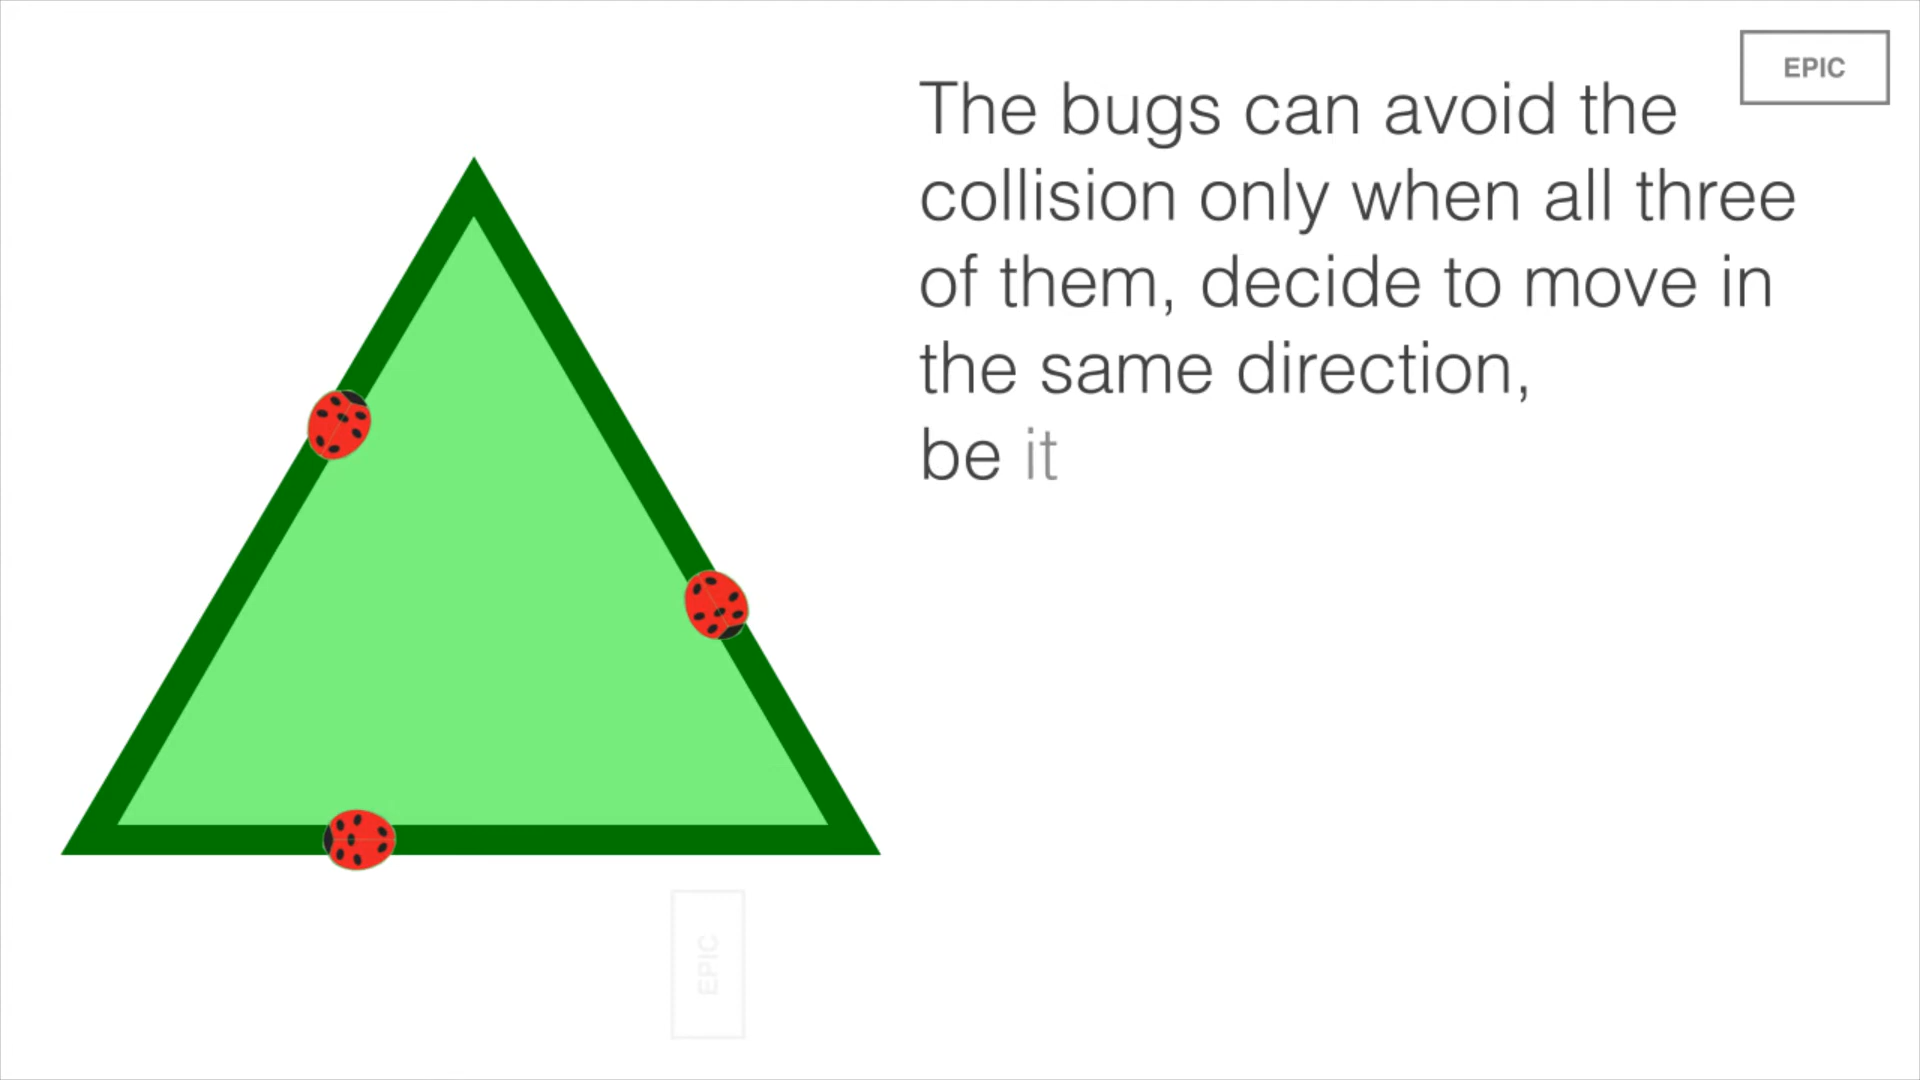 EPIC
The bugs can avoid the
collision only when all three
of them, decide to move in
the same direction,
be it
EPIC